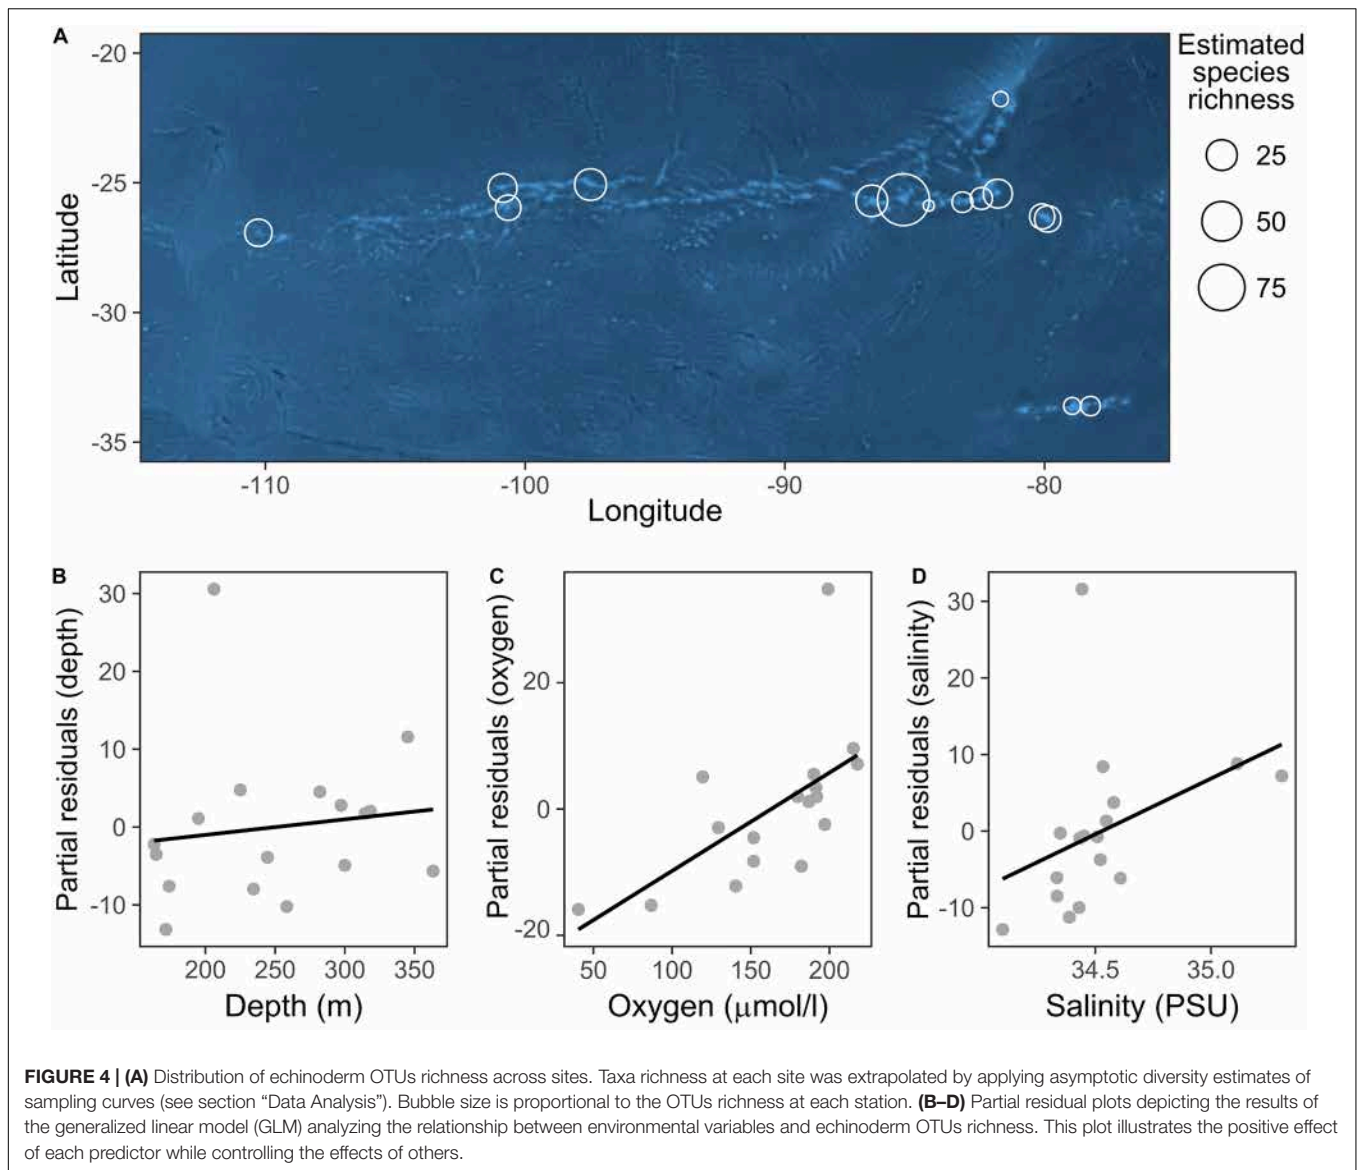 A
Estimated
species
richness
25
50
75
-20
-25
-30
-35
Latitude
-110
-100
-90
-80
Longitude
B
30
20
10
0
-10
Partial residuals (depth)
200
250
300
350
Depth (m)
C
20
0
-20
Partial residuals (oxygen)
50
100
150
200
Oxygen (μmol/l)
D
30
20
10
0
-10
Partial residuals (salinity)
34.5
35.0
Salinity (PSU)
FIGURE 4 | (A) Distribution of echinoderm OTUs richness across sites. Taxa richness at each site was extrapolated by applying asymptotic diversity estimates of
sampling curves (see section “Data Analysis”). Bubble size is proportional to the OTUs richness at each station. (B–D) Partial residual plots depicting the results of
the generalized linear model (GLM) analyzing the relationship between environmental variables and echinoderm OTUs richness. This plot illustrates the positive effect
of each predictor while controlling the effects of others.